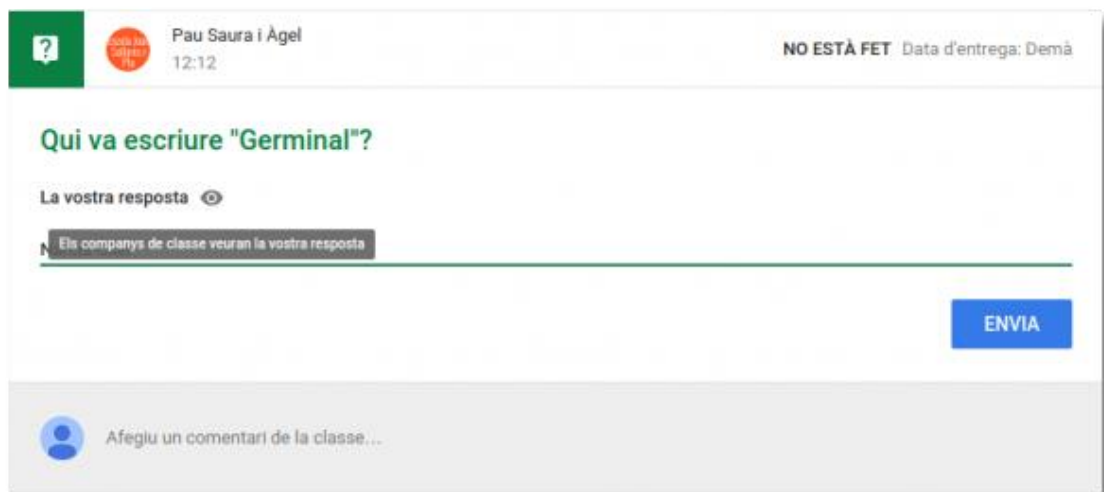 Pau Saura i Àgel
12:12
NO ESTÀ FET Data d'entrega: Demà
Qui va escriure "Germinal"?
La vostra resposta
Els companys de classe veuran la vostra resposta
ENVIA
Afegiu un comentari de la classe...